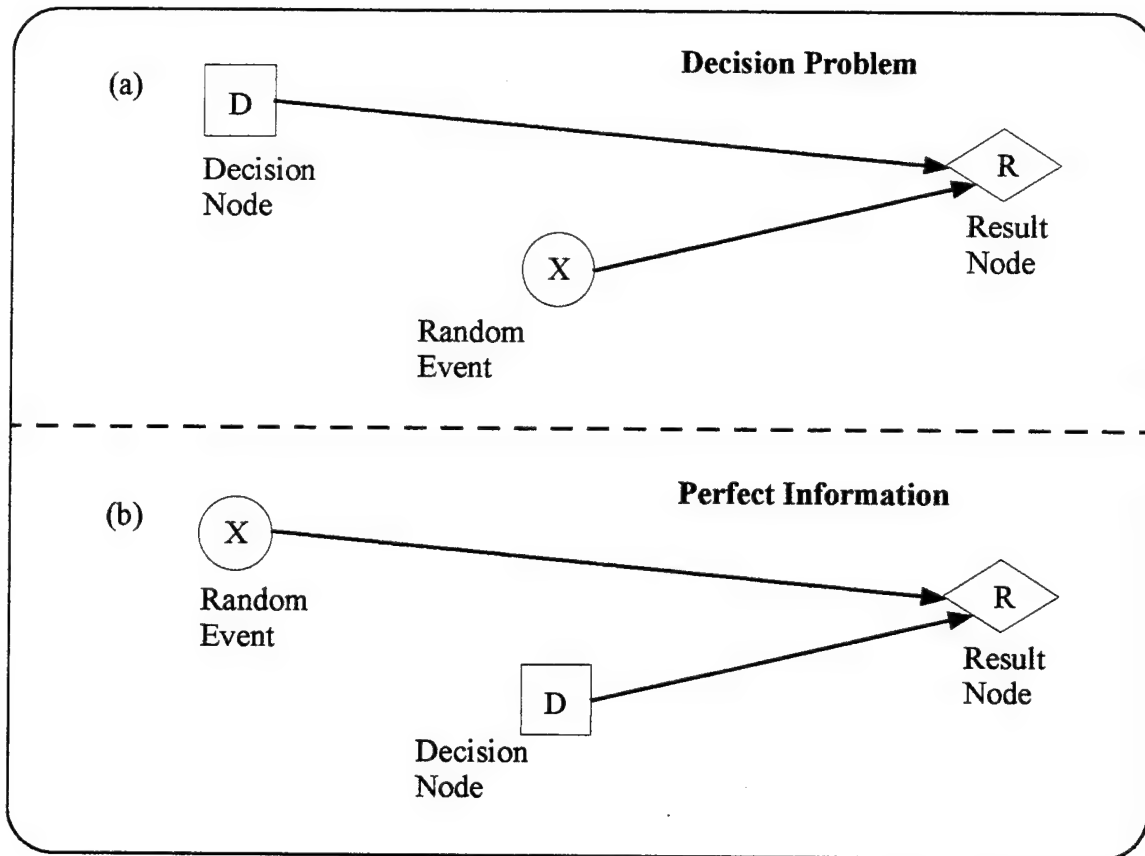 (a)
Decision Problem
D
Decision
Node
R
Result
Node
X
Random
Event
(b)
Perfect Information
X
Random
Event
R
Result
Node
D
Decision
Node